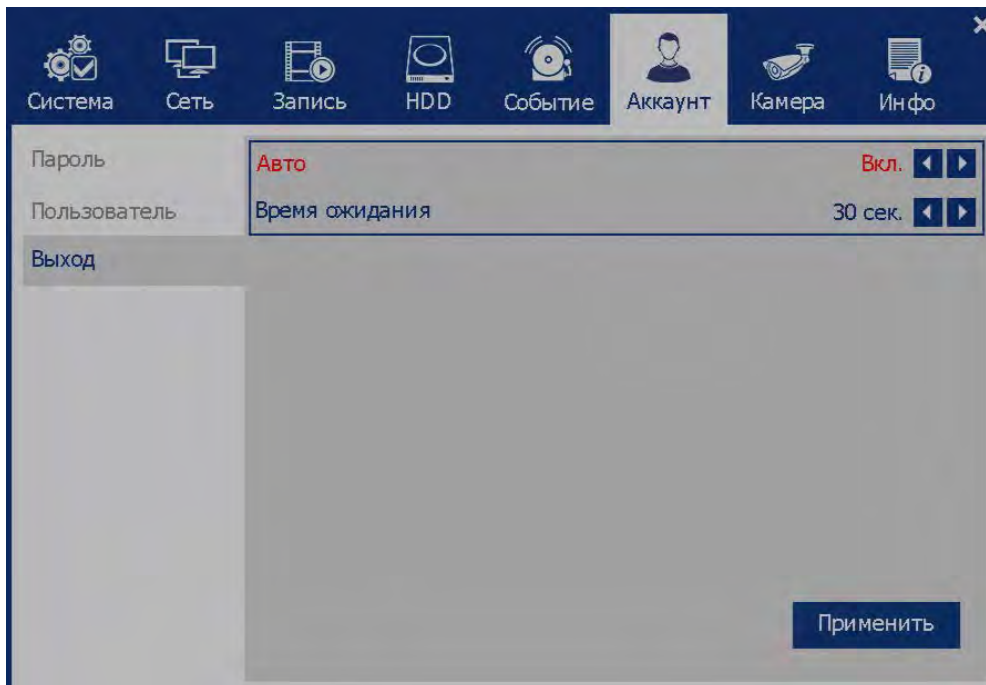 Система Сеть Запись HDD Событие Аккаунт Камера Инфо
Пароль
Авто Вкл.
Пользователь
Время ожидания 30 сек.
Выход
Применить